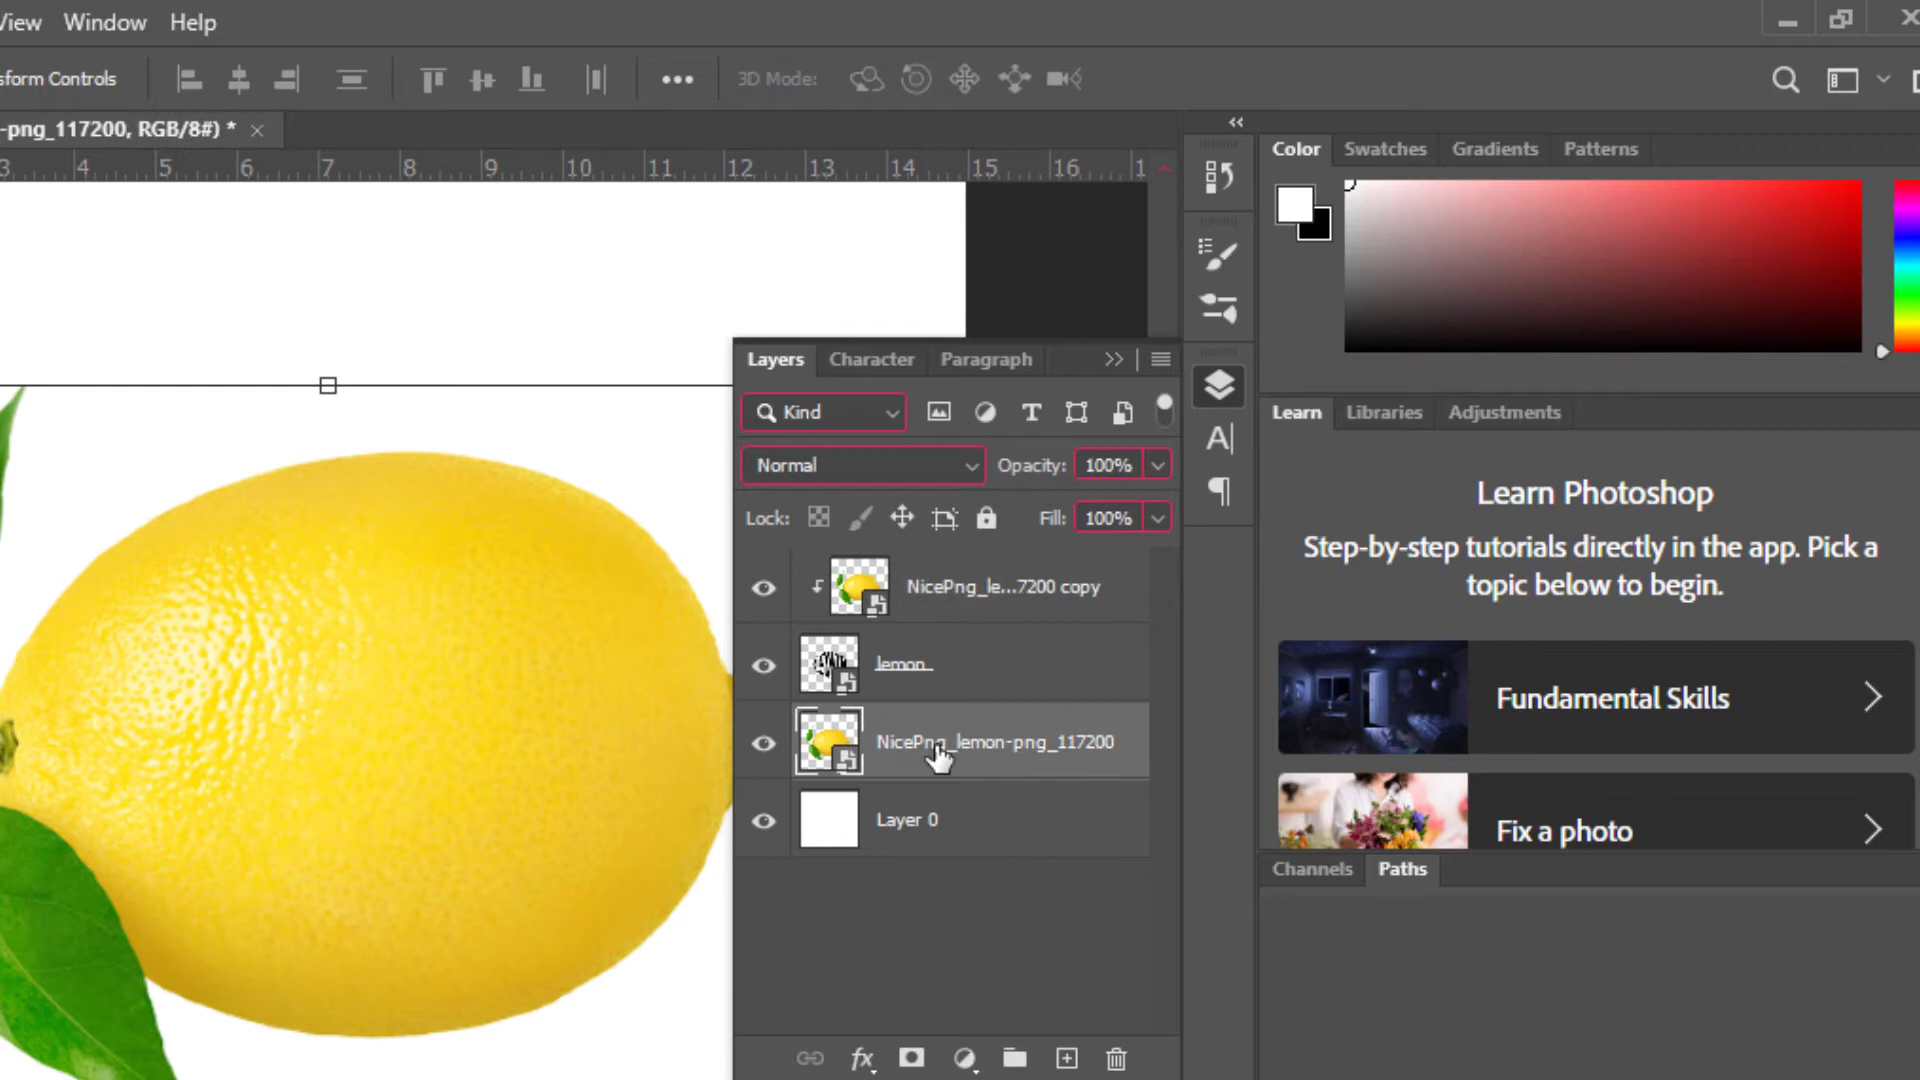 View Window Help
sform Controls
3D Mode:
-png_117200, RGB/8#) *
3 4 5 6 7 8 9 10 11 12 13 14 15 16 1
Color Swatches Gradients Patterns
Layers Character Paragraph
Kind
Normal Opacity: 100%
Lock: Fill: 100%
NicePng_le...7200 copy
lemon
NicePng_lemon-png_117200
Layer 0
Learn Libraries Adjustments
Learn Photoshop
Step-by-step tutorials directly in the app. Pick a
topic below to begin.
Fundamental Skills
Fix a photo
Channels Paths